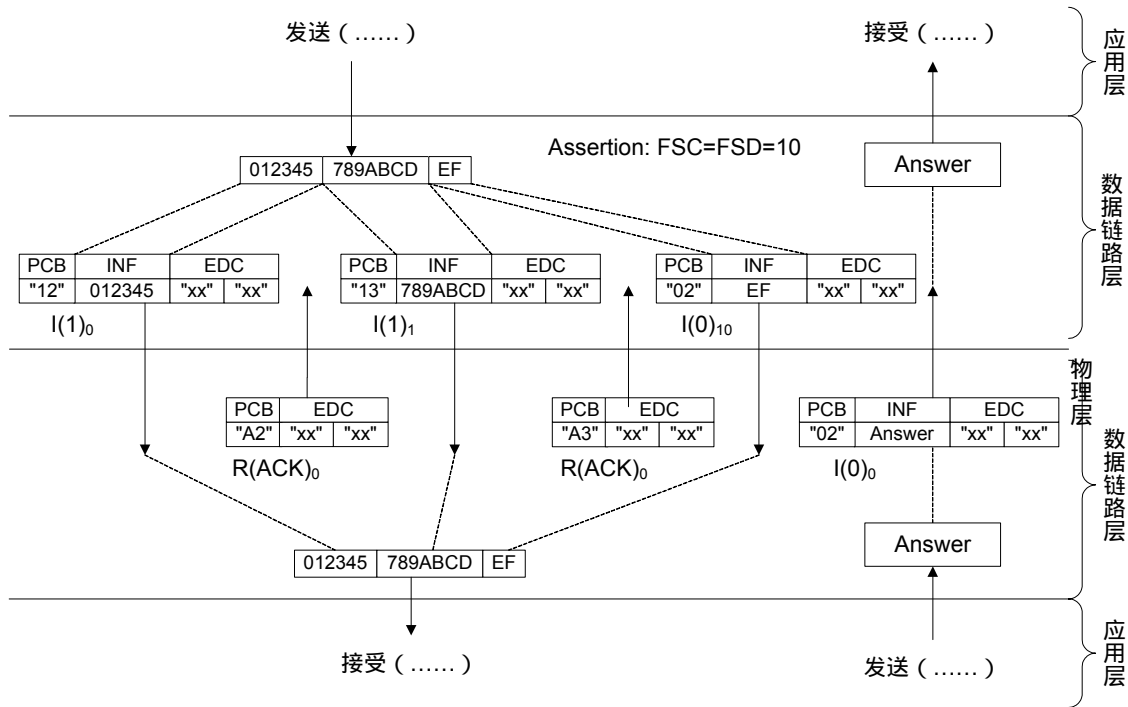 发送（……）
接受（……）
应用层
Assertion: FSC=FSD=10
012345 789ABCD EF
Answer
数据链路层
PCB INF EDC
"12" 012345 "xx" "xx"
I(1)0
PCB INF EDC
"13" 789ABCD "xx" "xx"
I(1)1
PCB INF EDC
"02" EF "xx" "xx"
I(0)10
物理层
PCB EDC
"A2" "xx" "xx"
R(ACK)0
PCB EDC
"A3" "xx" "xx"
R(ACK)0
PCB INF EDC
"02" Answer "xx" "xx"
I(0)0
数据链路层
012345 789ABCD EF
Answer
接受（……）
发送（……）
应用层